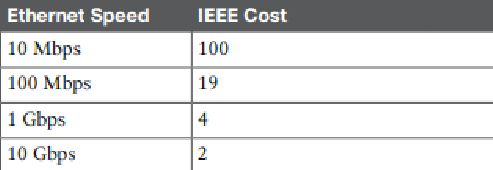 Ethernet Speed IEEE Cost
10 Mbps 100
100 Mbps 19
1 Gbps 4
10 Gbps 2